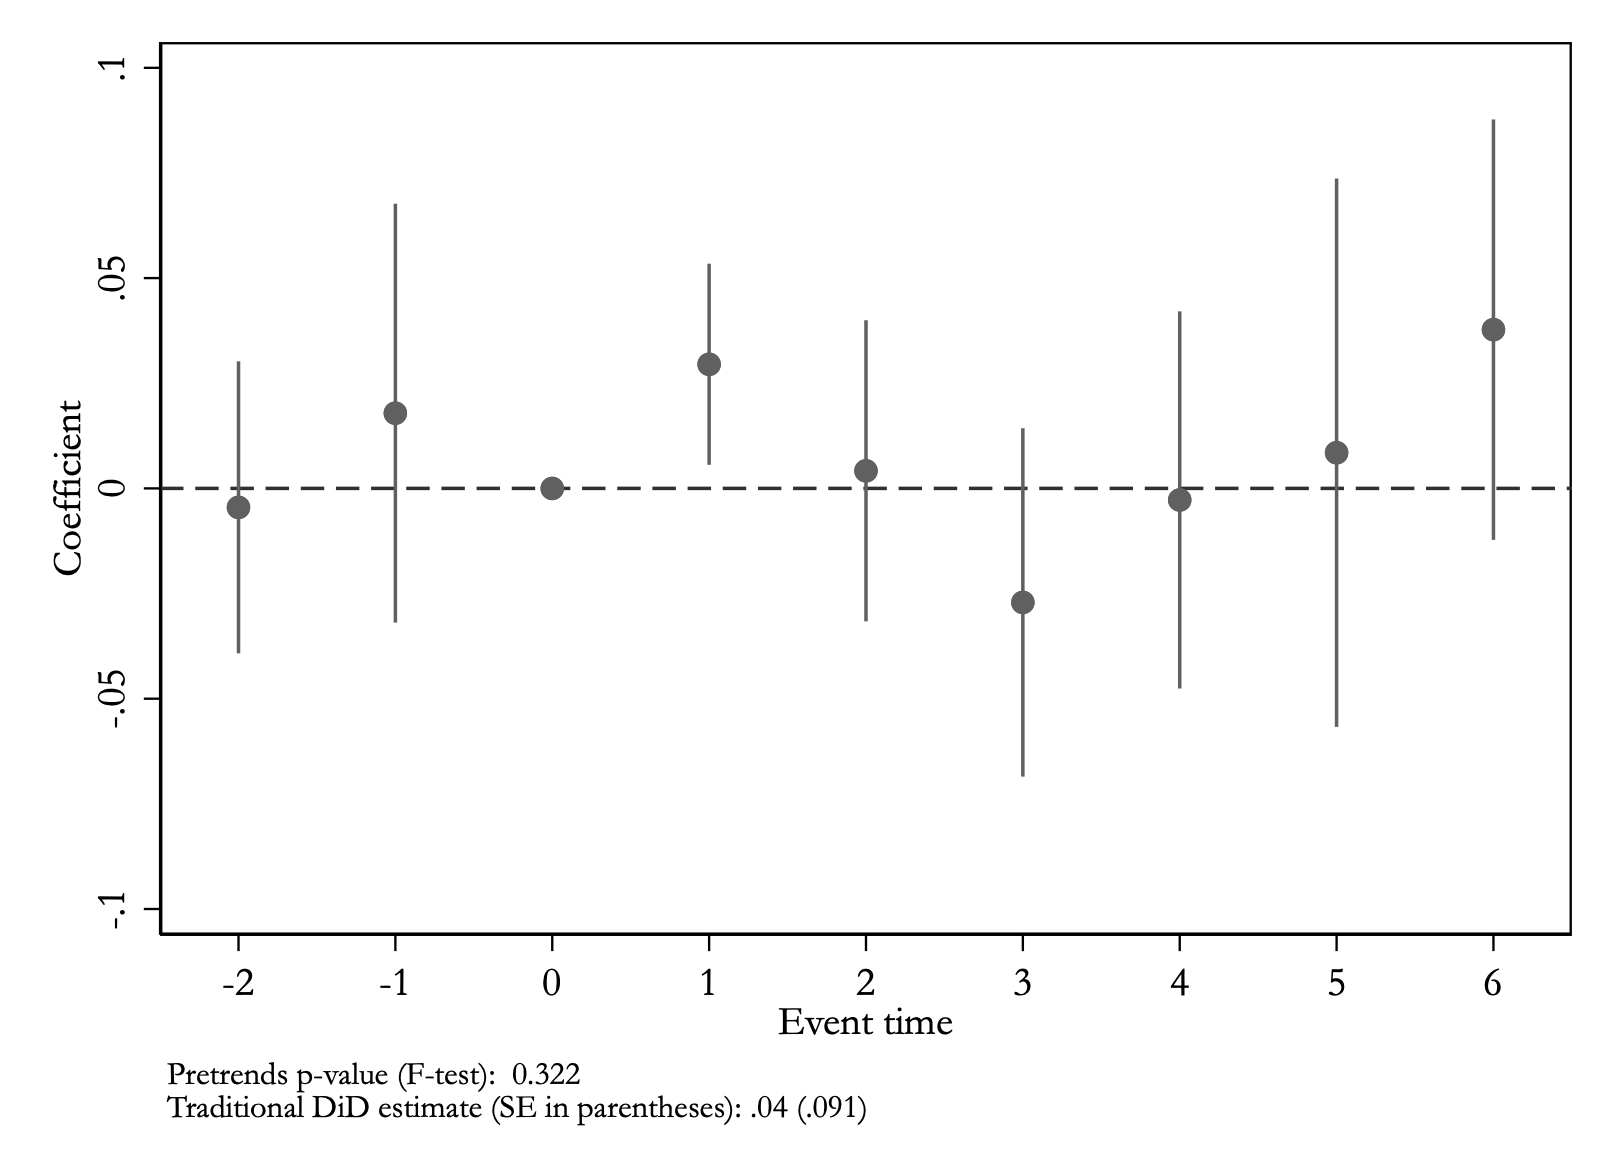 .1
.05
0
-.05
-.1
Coefficient
-2 -1 0 1 2 3 4 5 6
Event time
Pretrends p-value (F-test):  0.322
Traditional DiD estimate (SE in parentheses): .04 (.091)